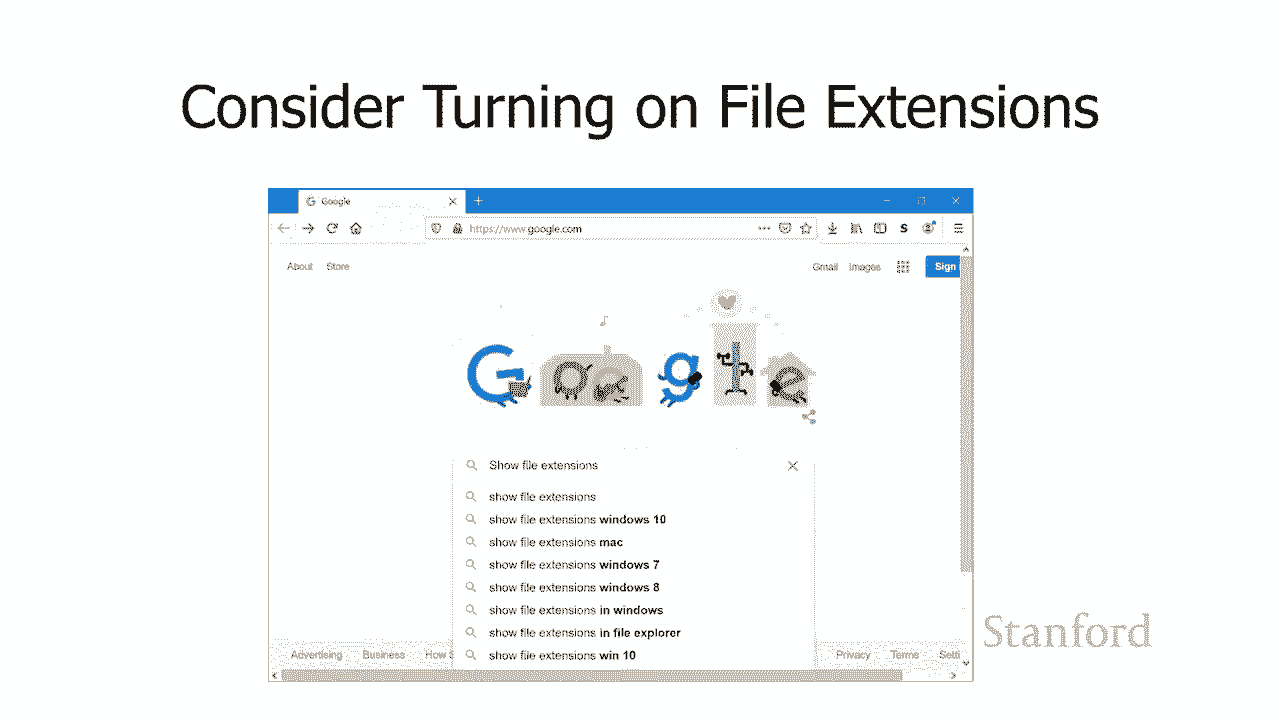 Consider Turning on File Extensions
Google
https://www.google.com
S
About Store Gmail Images Sign
Google
Show file extensions
show file extensions
show file extensions windows 10
show file extensions mac
show file extensions windows 7
show file extensions windows 8
show file extensions in windows
show file extensions in file explorer
show file extensions win 10
Advertising Business How S Privacy Terms Setti
Stanford